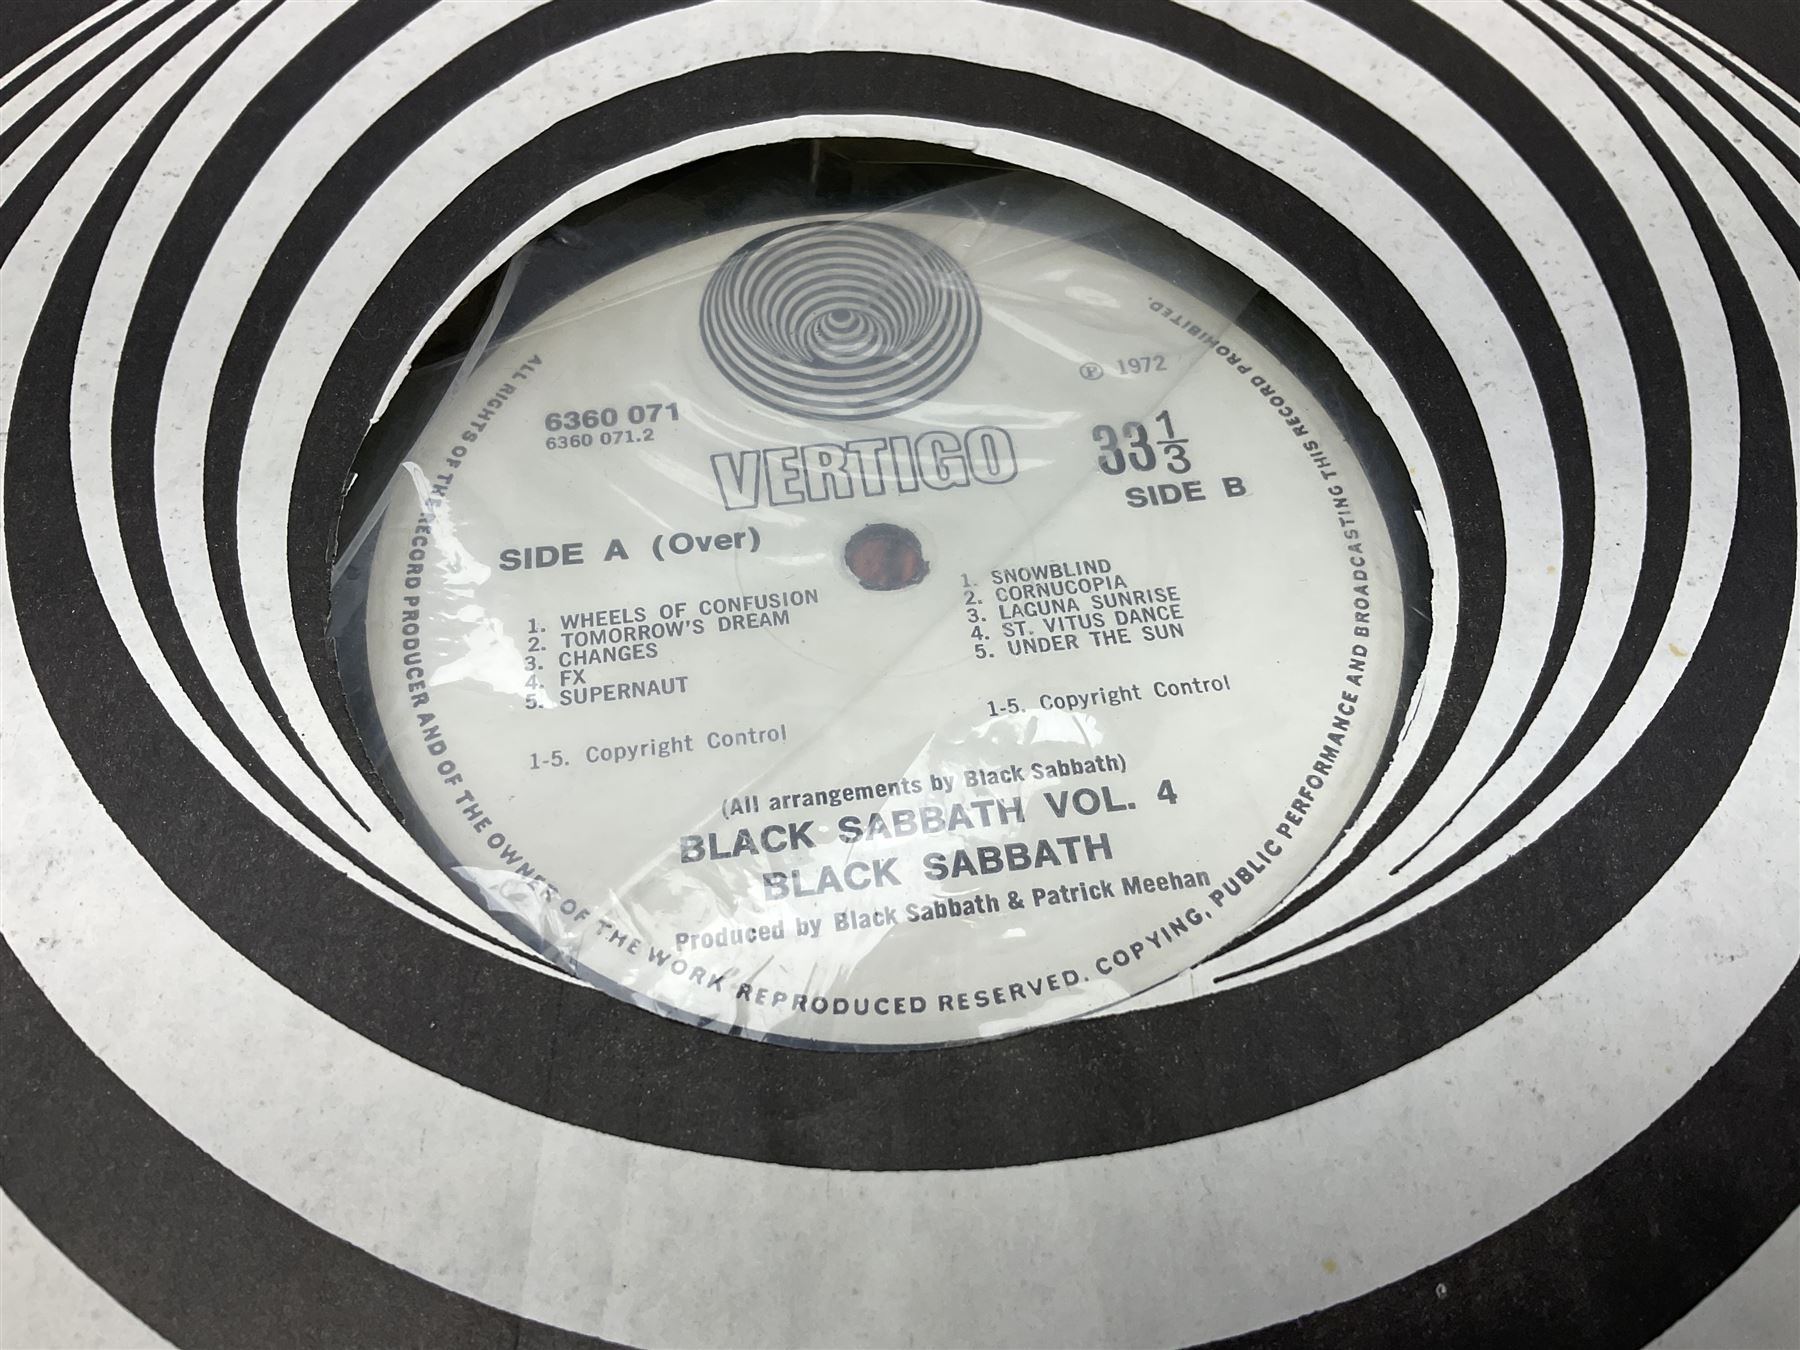 VERTIGO
6360 071
6360 071.2
℗ 1972
33 1/3
SIDE B
SIDE A (Over)
1. WHEELS OF CONFUSION
2. TOMORROW'S DREAM
3. CHANGES
4. FX
5. SUPERNAUT
1-5. Copyright Control
1. SNOWBLIND
2. CORNUCOPIA
3. LAGUNA SUNRISE
4. ST. VITUS DANCE
5. UNDER THE SUN
1-5. Copyright Control
(All arrangements by Black Sabbath)
BLACK SABBATH VOL. 4
BLACK SABBATH
Produced by Black Sabbath & Patrick Meehan
ALL RIGHTS OF THE RECORD PRODUCER AND OF THE OWNER OF THE WORK REPRODUCED RESERVED. COPYING, PUBLIC PERFORMANCE AND BROADCASTING THIS RECORD PROHIBITED.